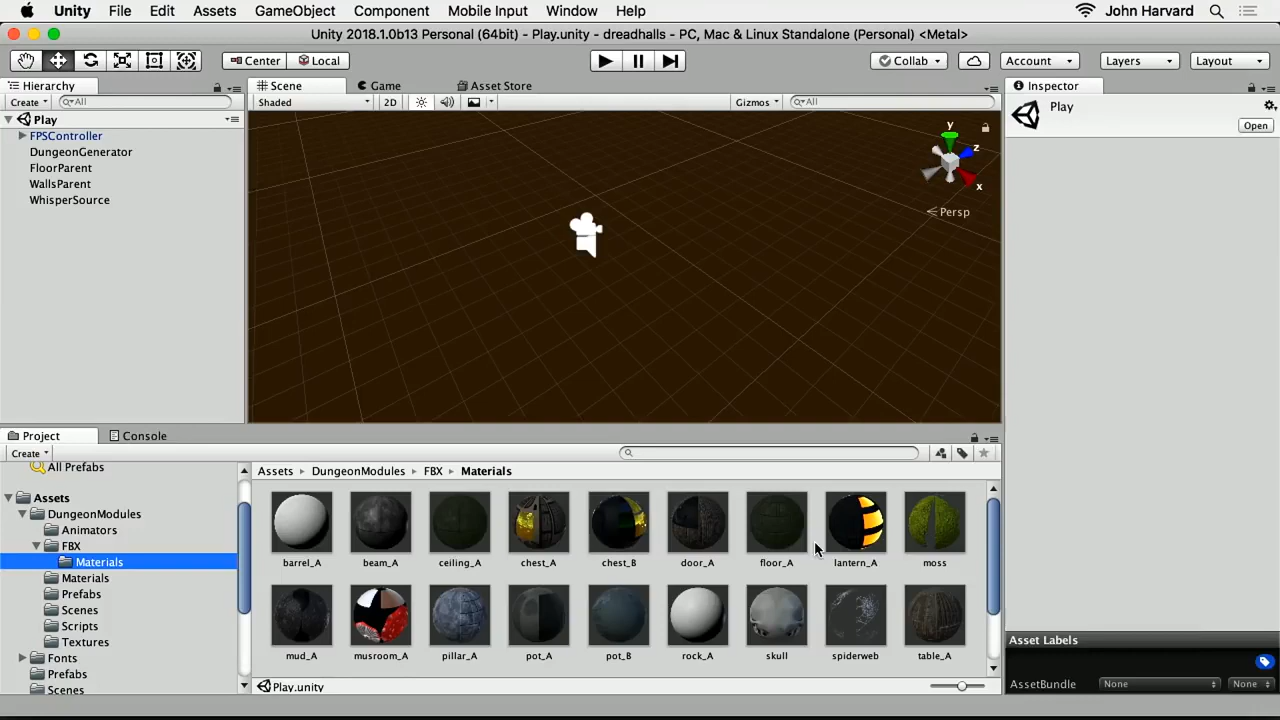 Unity File Edit Assets GameObject Component Mobile Input Window Help John Harvard
Unity 2018.1.0b13 Personal (64bit) - Play.unity - dreadhalls - PC, Mac & Linux Standalone (Personal) <Metal>
Center Local Collab Account Layers Layout
Hierarchy Scene Game Asset Store Inspector
Create All Shaded 2D Gizmos All
Play
FPSController
DungeonGenerator
FloorParent
WallsParent
WhisperSource
y
z
x
Persp
Play
Open
Project Console
Create
All Prefabs
Assets
DungeonModules
Animators
FBX
Materials
Materials
Prefabs
Scenes
Scripts
Textures
Fonts
Prefabs
Scenes
Assets DungeonModules FBX Materials
barrel_A beam_A ceiling_A chest_A chest_B door_A floor_A lantern_A moss
mud_A musroom_A pillar_A pot_A pot_B rock_A skull spiderweb table_A
Play.unity
Asset Labels
AssetBundle None None